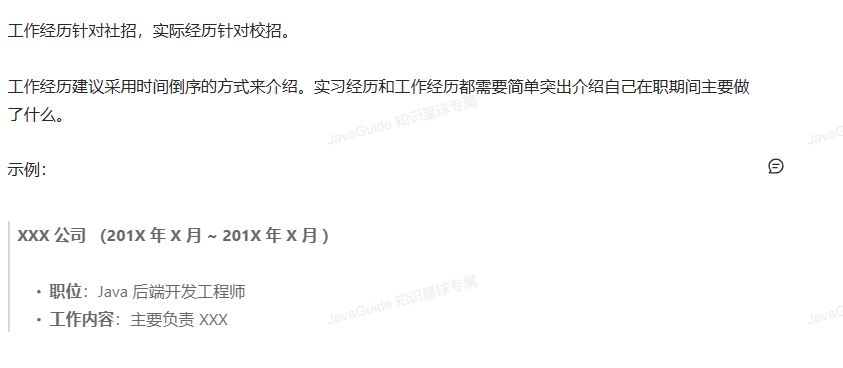 工作经历针对社招，实际经历针对校招。
工作经历建议采用时间倒序的方式来介绍。实习经历和工作经历都需要简单突出介绍自己在职期间主要做
了什么。
JavaGuide 知识星球专属
JavaGuide
示例：
XXX 公司 （201X 年 X 月 ~ 201X 年 X 月 ）
• 职位：Java 后端开发工程师
• 工作内容：主要负责 XXX
JavaGuide 知识星球专属
JavaGuide